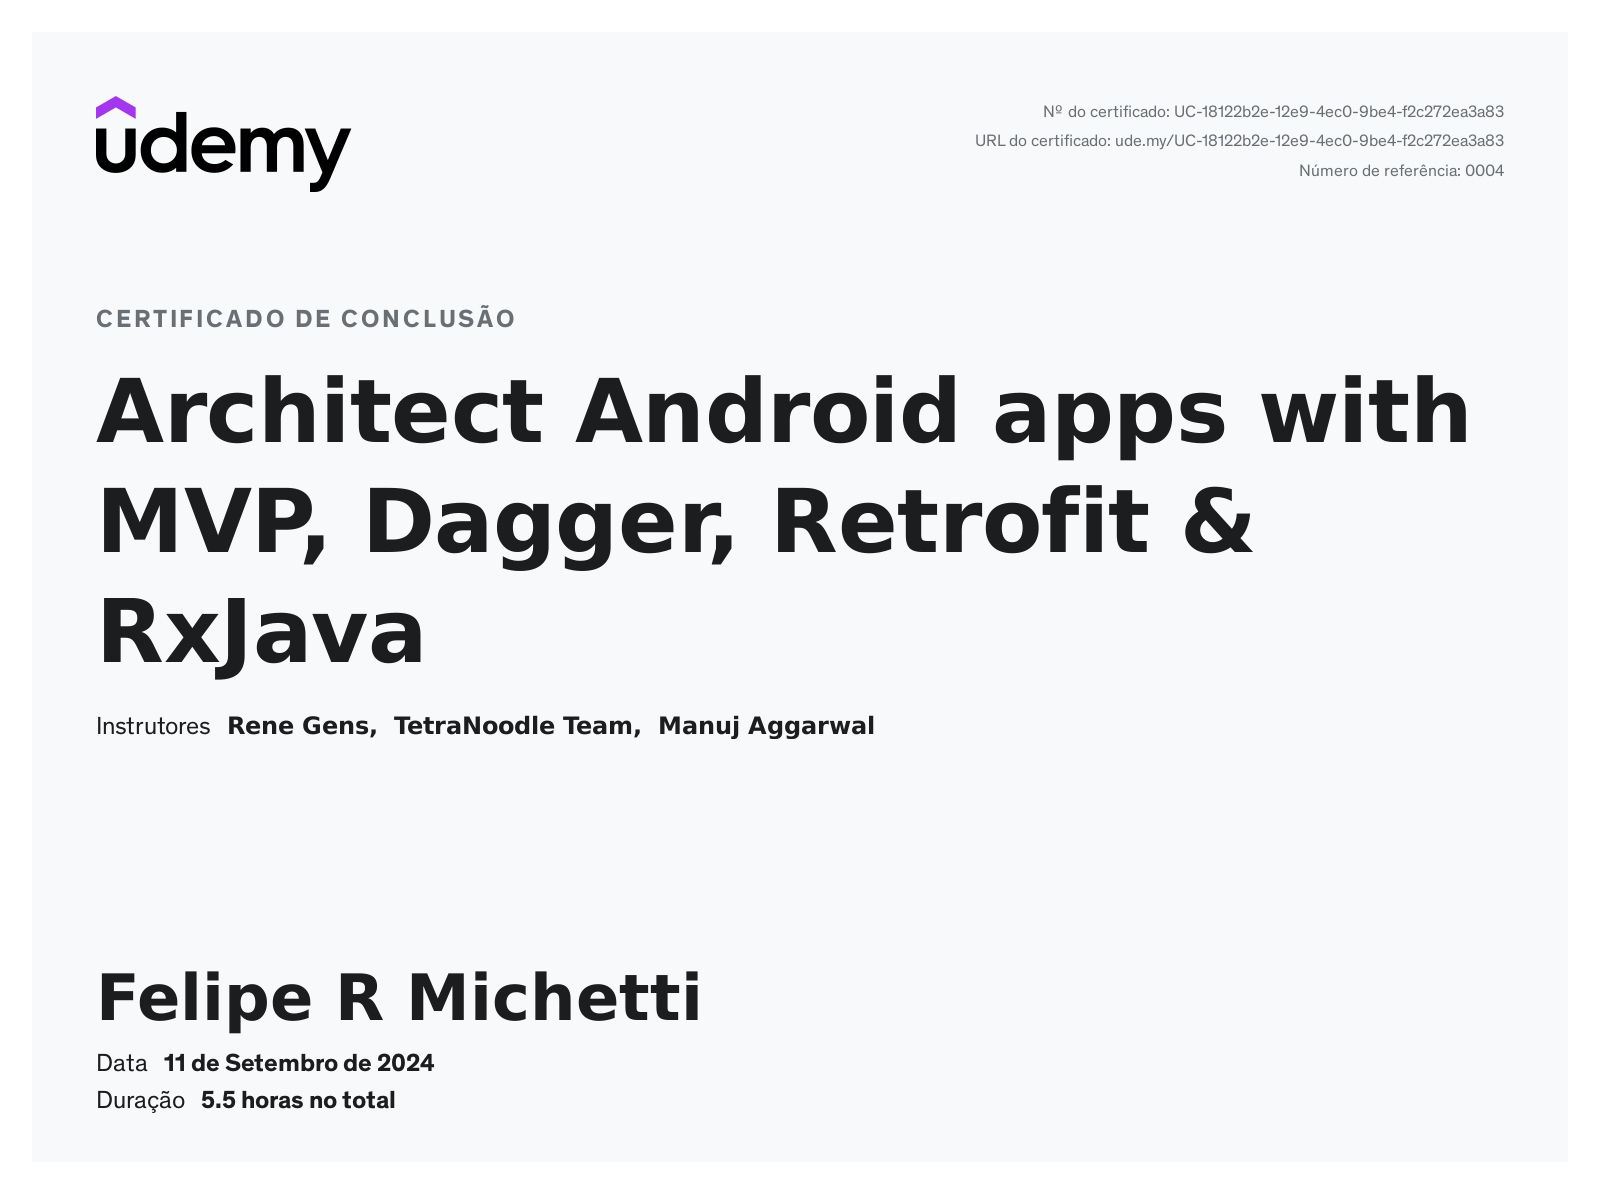 udemy
Nº do certificado: UC-18122b2e-12e9-4ec0-9be4-f2c272ea3a83
URL do certificado: ude.my/UC-18122b2e-12e9-4ec0-9be4-f2c272ea3a83
Número de referência: 0004
CERTIFICADO DE CONCLUSÃO
Architect Android apps with
MVP, Dagger, Retrofit &
RxJava
Instrutores Rene Gens, TetraNoodle Team, Manuj Aggarwal
Felipe R Michetti
Data 11 de Setembro de 2024
Duração 5.5 horas no total